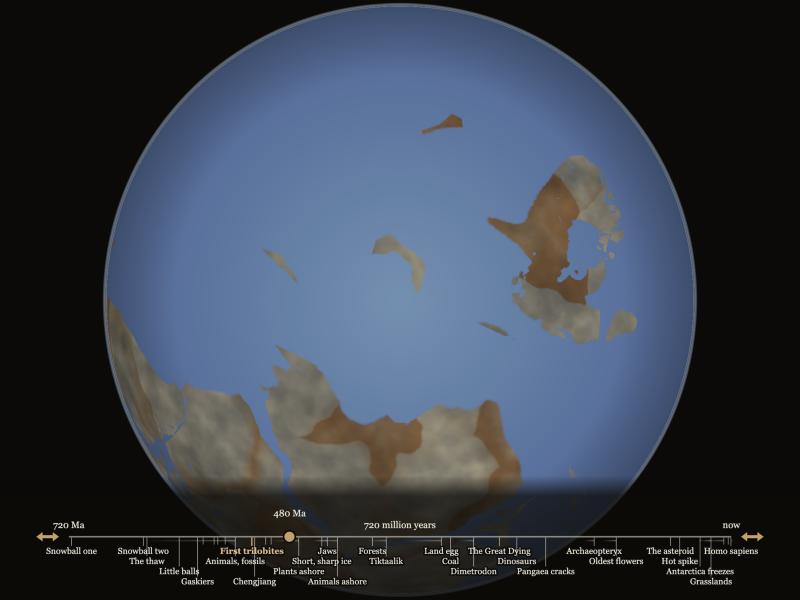 480 Ma
720 Ma
720 million years
now
Snowball one
Snowball two
First trilobites
Jaws
Forests
Land egg
The Great Dying
Archaeopteryx
The asteroid
Homo sapiens
The thaw
Animals, fossils
Short, sharp ice
Tiktaalik
Coal
Dinosaurs
Oldest flowers
Hot spike
Little balls
Plants ashore
Dimetrodon
Pangaea cracks
Antarctica freezes
Gaskiers
Chengjiang
Animals ashore
Grasslands